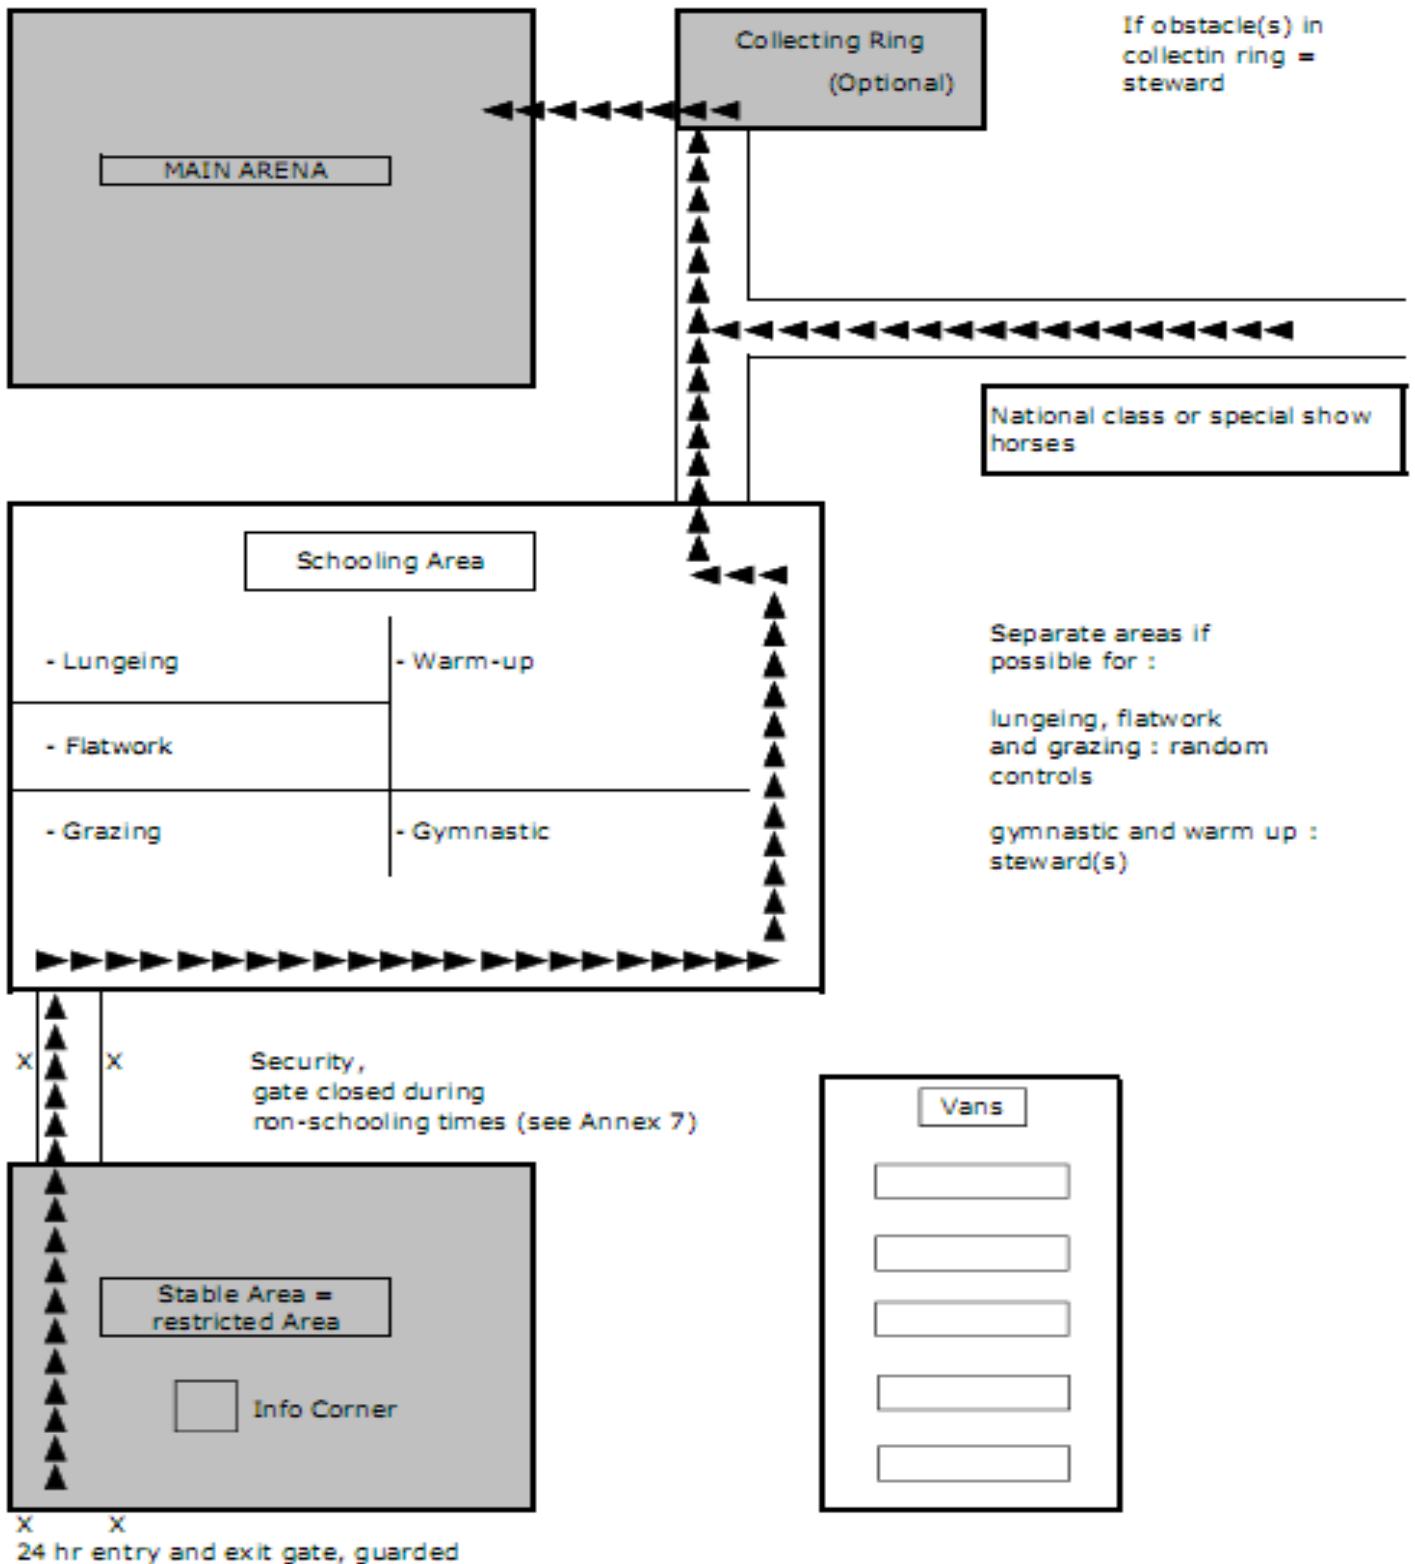 Collecting Ring
(Optional)
If obstacle(s) in
collectin ring =
steward
MAIN ARENA
National class or special show
horses
Schooling Area
- Lungeing
- Warm-up
- Flatwork
- Grazing
- Gymnastic
Separate areas if
possible for :
lungeing, flatwork
and grazing : random
controls
gymnastic and warm up :
steward(s)
X X
Security,
gate closed during
non-schooling times (see Annex 7)
Vans
Stable Area =
restricted Area
Info Corner
X X
24 hr entry and exit gate, guarded